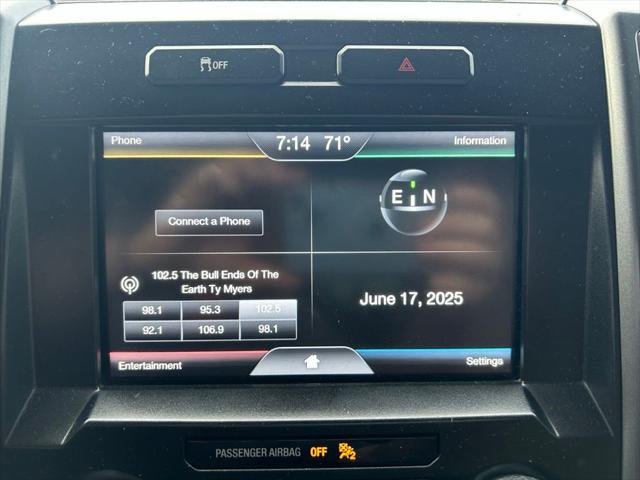 OFF
Phone
7:14 71°
Information
E N
Connect a Phone
102.5 The Bull Ends Of The
Earth Ty Myers
98.1 95.3 102.5
92.1 106.9 98.1
June 17, 2025
Entertainment
Settings
PASSENGER AIRBAG OFF 2